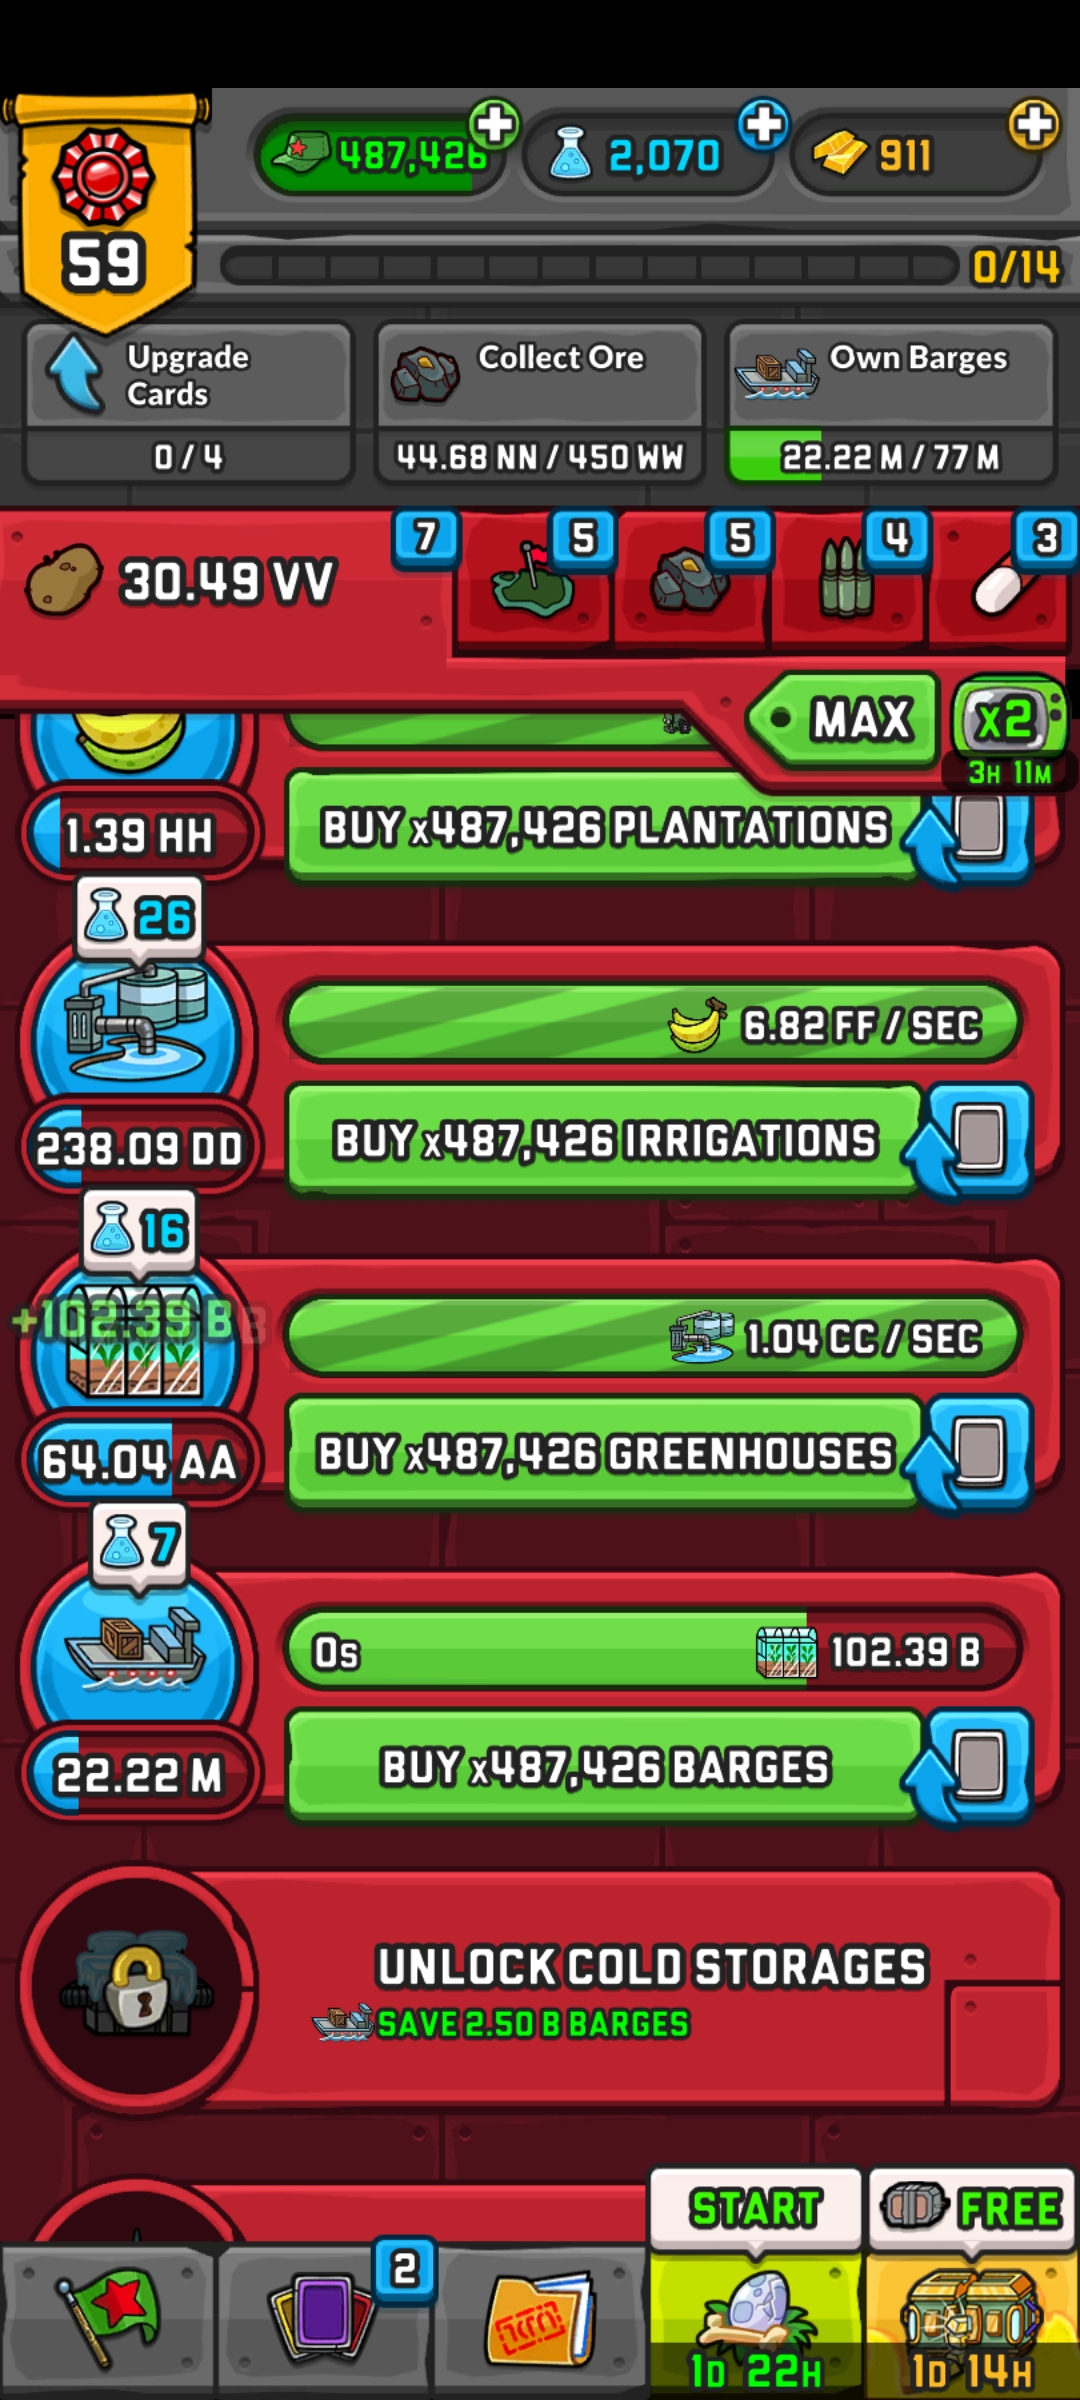 487,426
2,070
911
59
0/14
Upgrade
Cards
0 / 4
Collect Ore
44.68 NN / 450 WW
Own Barges
22.22 M / 77 M
30.49 VV
7
5
5
4
3
MAX
x2
3H 11M
1.39 HH
BUY x487,426 PLANTATIONS
26
6.82 FF / SEC
238.09 DD
BUY x487,426 IRRIGATIONS
16
+102.39 B
1.04 CC / SEC
64.04 AA
BUY x487,426 GREENHOUSES
7
0s
102.39 B
22.22 M
BUY x487,426 BARGES
UNLOCK COLD STORAGES
SAVE 2.50 B BARGES
START
FREE
2
1D 22H
1D 14H